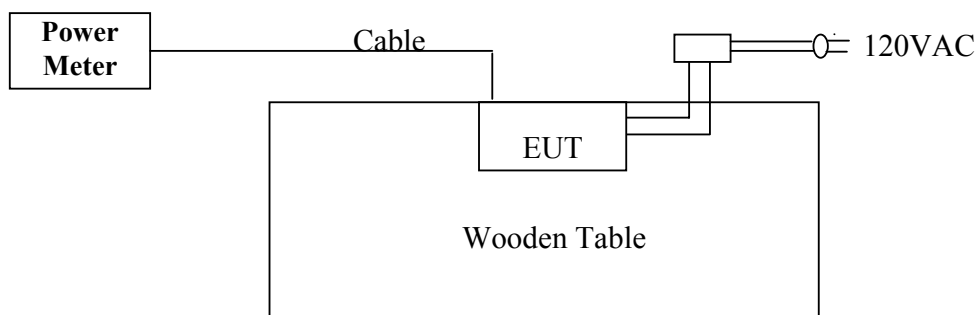 Power
Meter
Cable
120VAC
EUT
Wooden Table